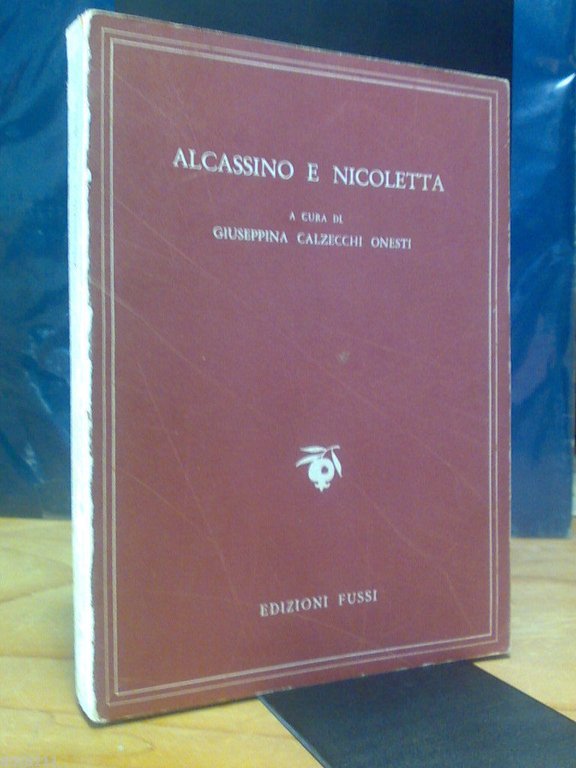 ALCASSINO E NICOLETTA
A CURA DI
GIUSEPPINA CALZECCHI ONESTI
EDIZIONI FUSSI